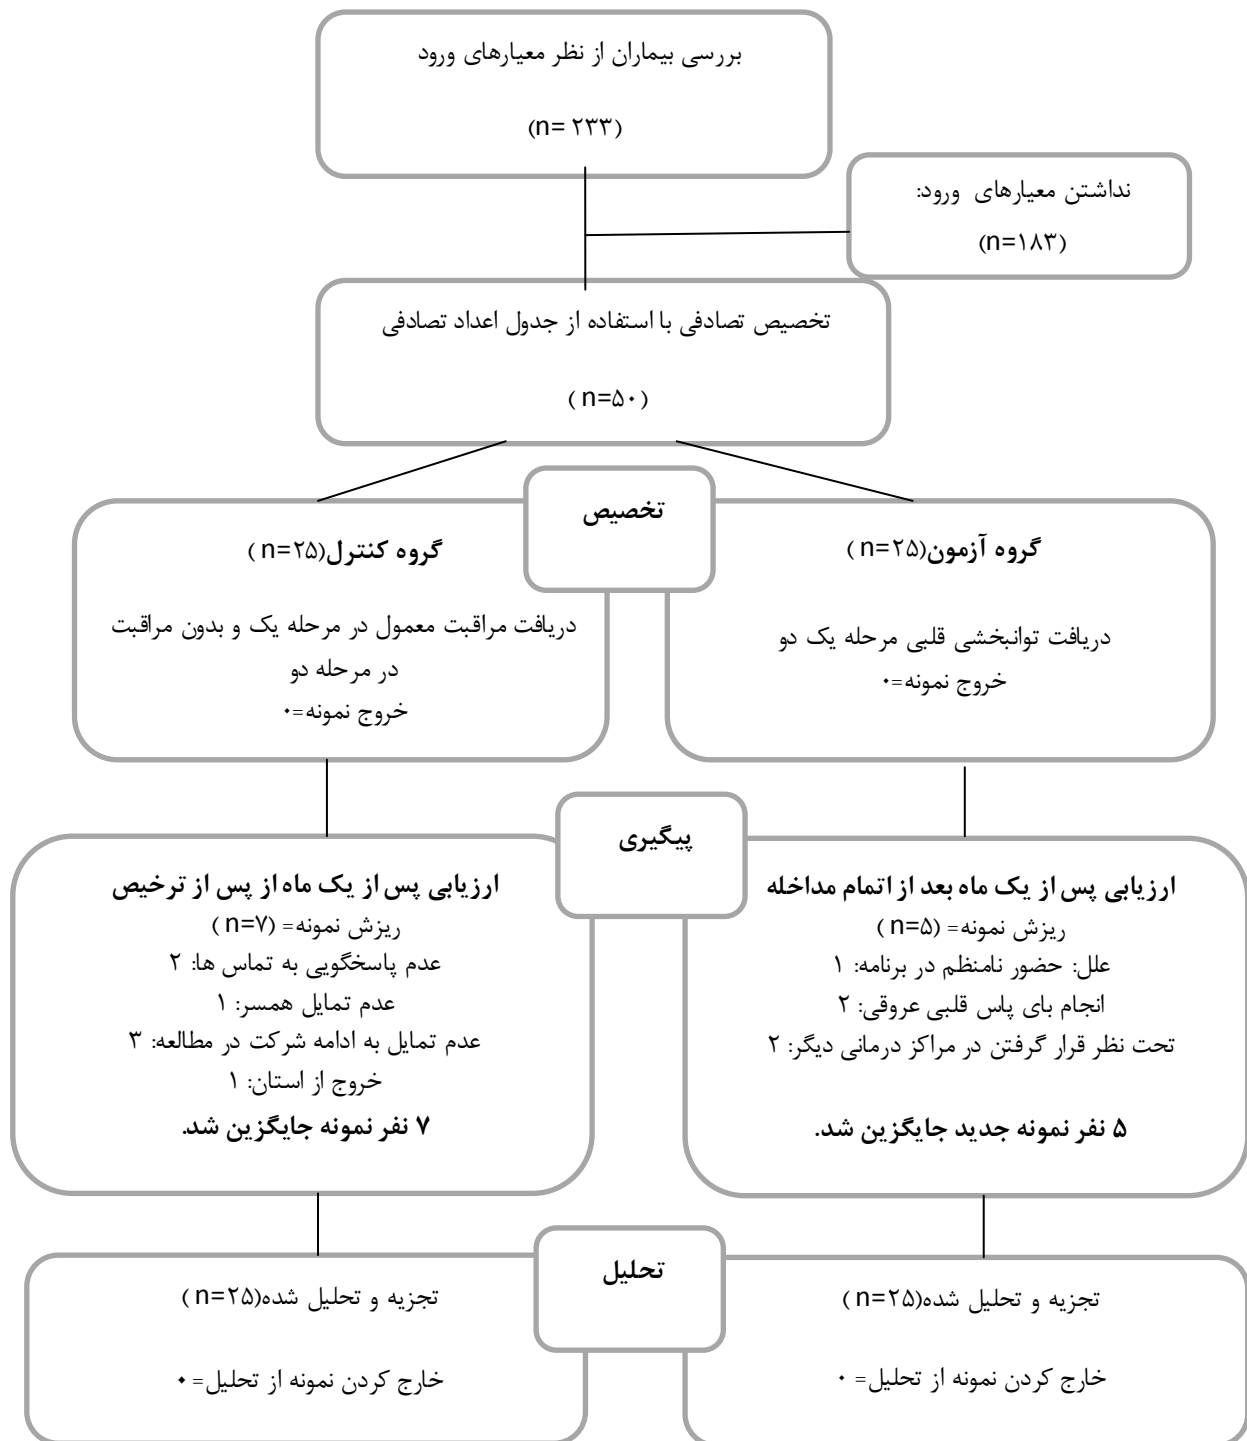 بررسی بیماران از نظر معیارهای ورود
(n= ۲۳۳)
نداشتن معیارهای ورود:
(n=۱۸۳)
تخصیص تصادفی با استفاده از جدول اعداد تصادفی
(n=۵۰)
تخصیص
گروه آزمون(n=۲۵)
دریافت توانبخشی قلبی مرحله یک دو
خروج نمونه=۰
گروه کنترل(n=۲۵)
دریافت مراقبت معمول در مرحله یک و بدون مراقبت
در مرحله دو
خروج نمونه=۰
پیگیری
ارزیابی پس از یک ماه بعد از اتمام مداخله
ریزش نمونه= (n=۵)
علل: حضور نامنظم در برنامه: ۱
انجام بای پاس قلبی عروقی: ۲
تحت نظر قرار گرفتن در مراکز درمانی دیگر: ۲
۵ نفر نمونه جدید جایگزین شد.
ارزیابی پس از یک ماه از پس از ترخیص
ریزش نمونه= (n=۷)
عدم پاسخگویی به تماس ها: ۲
عدم تمایل همسر: ۱
عدم تمایل به ادامه شرکت در مطالعه: ۳
خروج از استان: ۱
۷ نفر نمونه جایگزین شد.
تحلیل
تجزیه و تحلیل شده(n=۲۵)
خارج کردن نمونه از تحلیل= ۰
تجزیه و تحلیل شده(n=۲۵)
خارج کردن نمونه از تحلیل= ۰